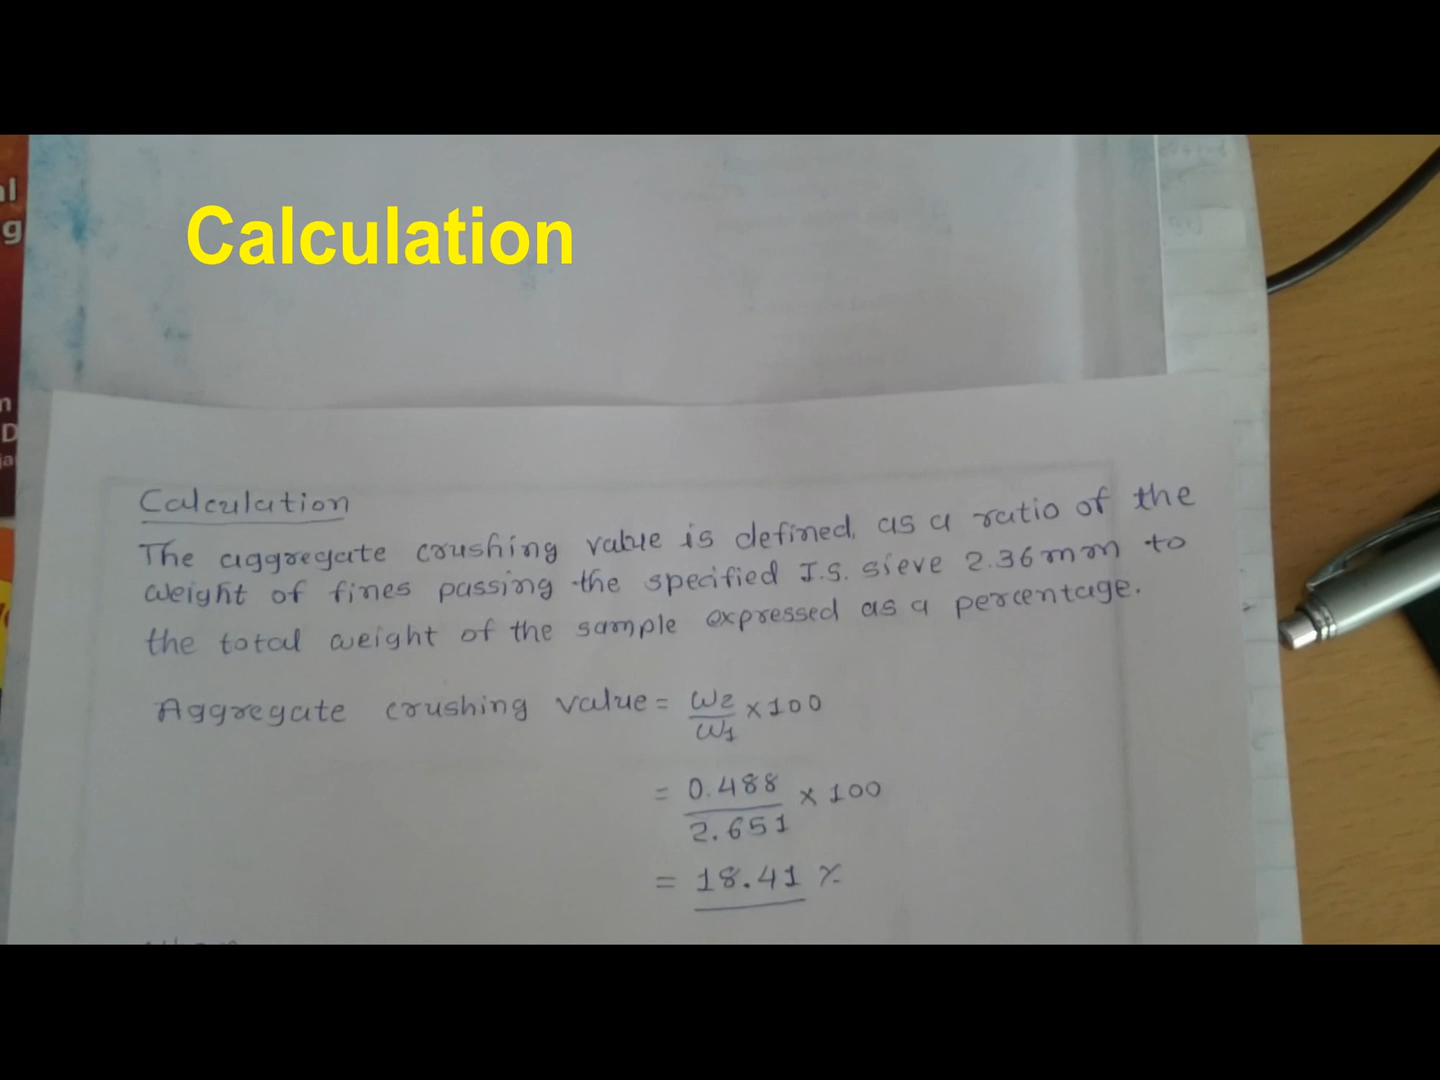 Calculation
Calculation
The aggregate crushing value is defined, as a ratio of the
weight of fines passing the specified I.S. sieve 2.36mm to
the total weight of the sample expressed as a percentage.
Aggregate crushing value = W2/W1 ×100
= 0.488/2.651 × 100
= 18.41 %